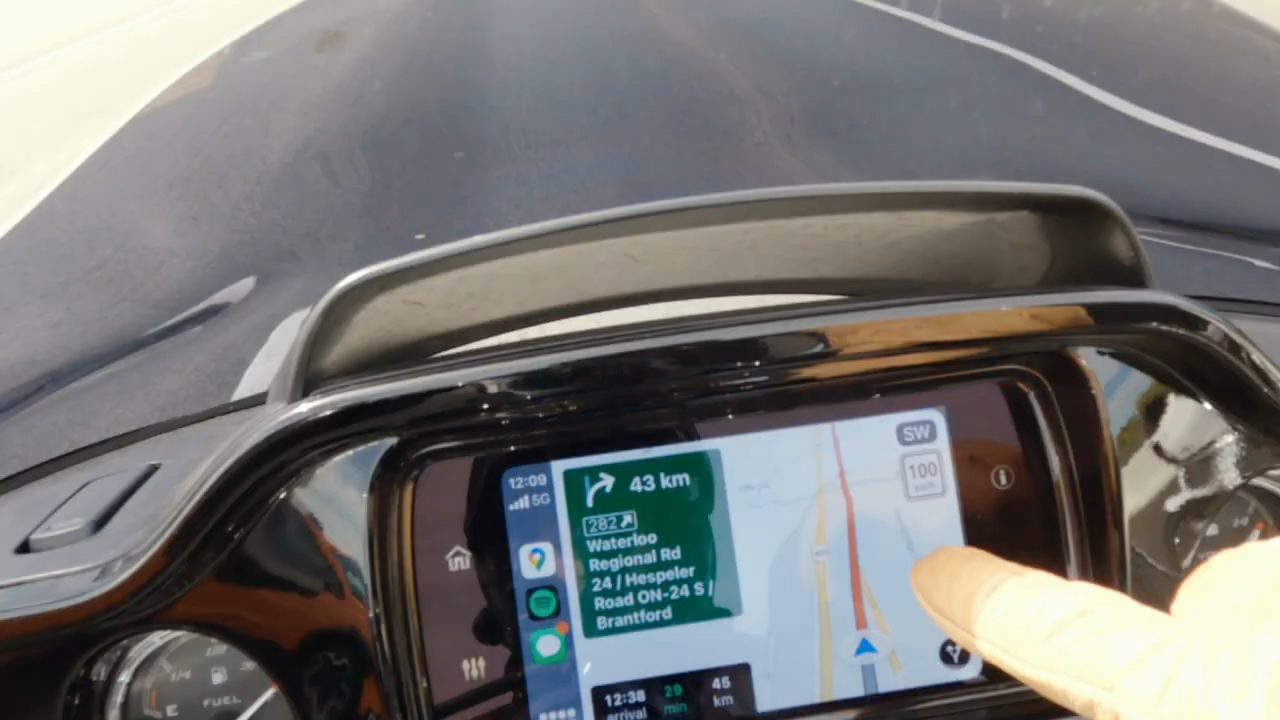 12:09
5G
43 km
282
Waterloo
Regional Rd
24 / Hespeler
Road ON-24 S /
Brantford
SW
100
12:38
29
45
arrival
min
km
FUEL
E